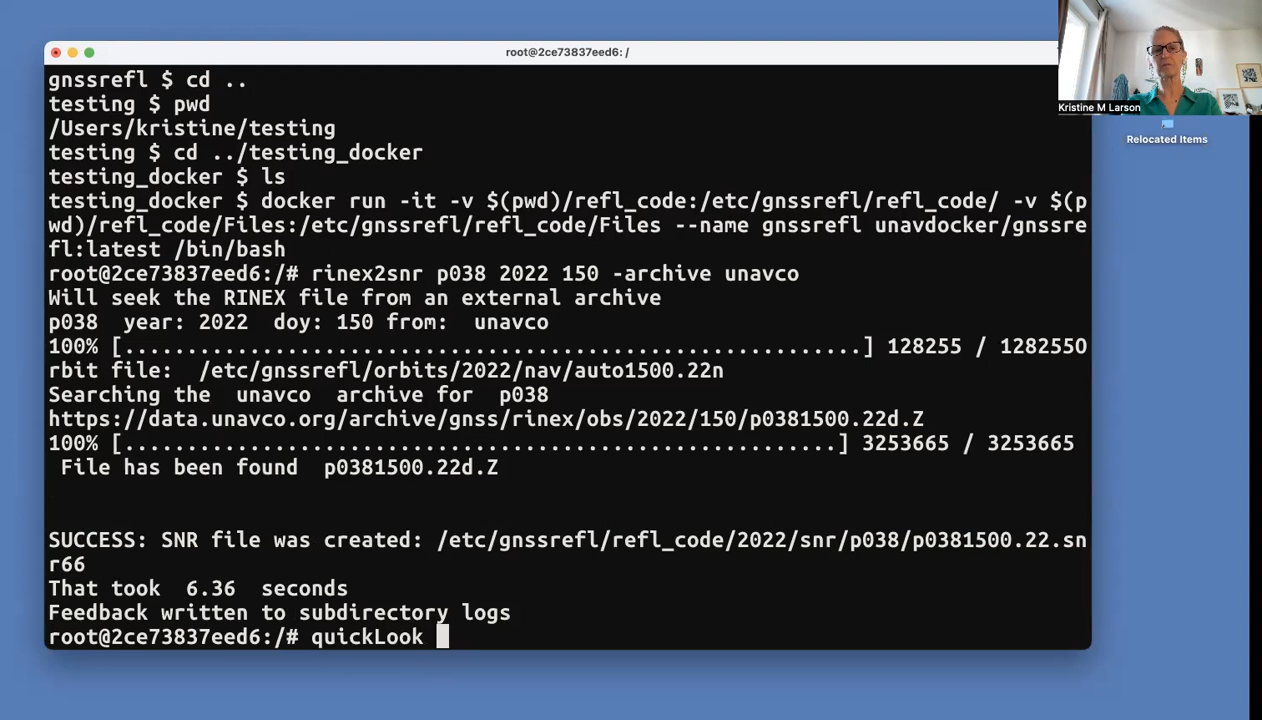 root@2ce73837eed6: /
gnssrefl $ cd ..
testing $ pwd
/Users/kristine/testing
testing $ cd ../testing_docker
testing_docker $ ls
testing_docker $ docker run -it -v $(pwd)/refl_code:/etc/gnssrefl/refl_code/ -v $(p
wd)/refl_code/Files:/etc/gnssrefl/refl_code/Files --name gnssrefl unavdocker/gnssre
fl:latest /bin/bash
root@2ce73837eed6:/# rinex2snr p038 2022 150 -archive unavco
Will seek the RINEX file from an external archive
p038 year: 2022 doy: 150 from: unavco
100% [...........................................................] 128255 / 128255O
rbit file: /etc/gnssrefl/orbits/2022/nav/auto1500.22n
Searching the unavco archive for p038
https://data.unavco.org/archive/gnss/rinex/obs/2022/150/p0381500.22d.Z
100% [.........................................................] 3253665 / 3253665
File has been found p0381500.22d.Z
SUCCESS: SNR file was created: /etc/gnssrefl/refl_code/2022/snr/p038/p0381500.22.sn
r66
That took 6.36 seconds
Feedback written to subdirectory logs
root@2ce73837eed6:/# quickLook
Kristine M Larson
Relocated Items